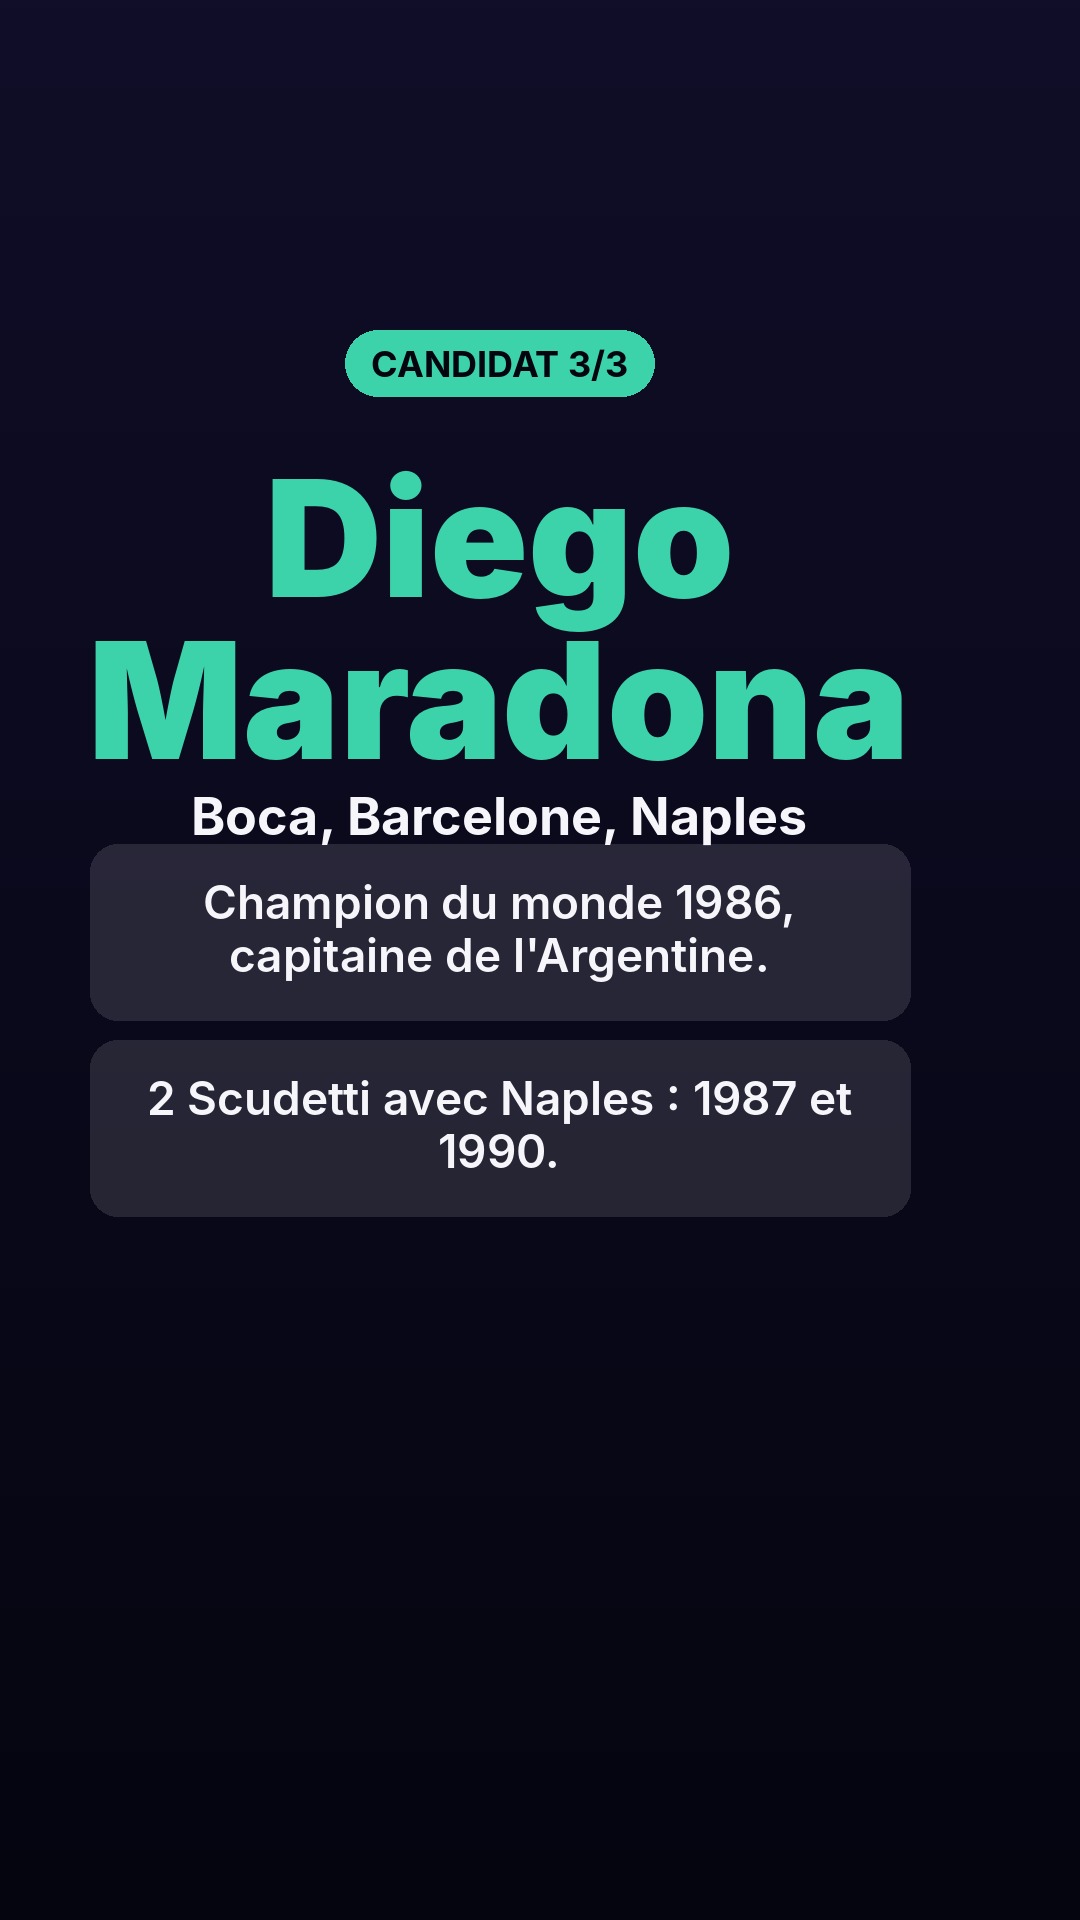 CANDIDAT 3/3
Diego
Maradona
Boca, Barcelone, Naples
Champion du monde 1986,
capitaine de l'Argentine.
2 Scudetti avec Naples : 1987 et
1990.